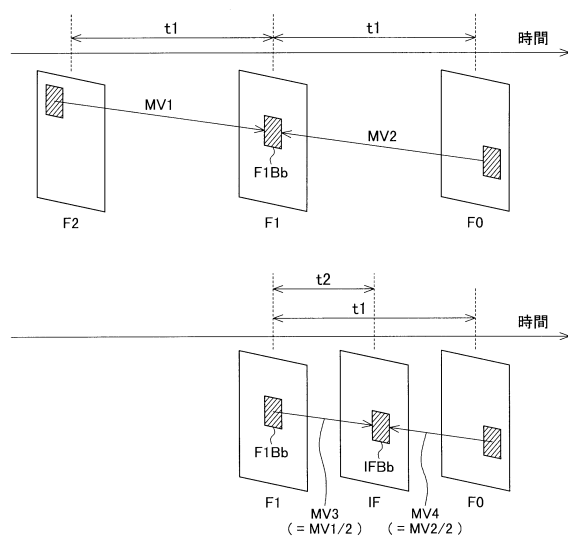 t1
t1
時間
MV1
MV2
F1Bb
F2
F1
F0
t2
t1
時間
F1Bb
IFBb
F1
IF
F0
MV3
(=MV1/2)
MV4
(=MV2/2)